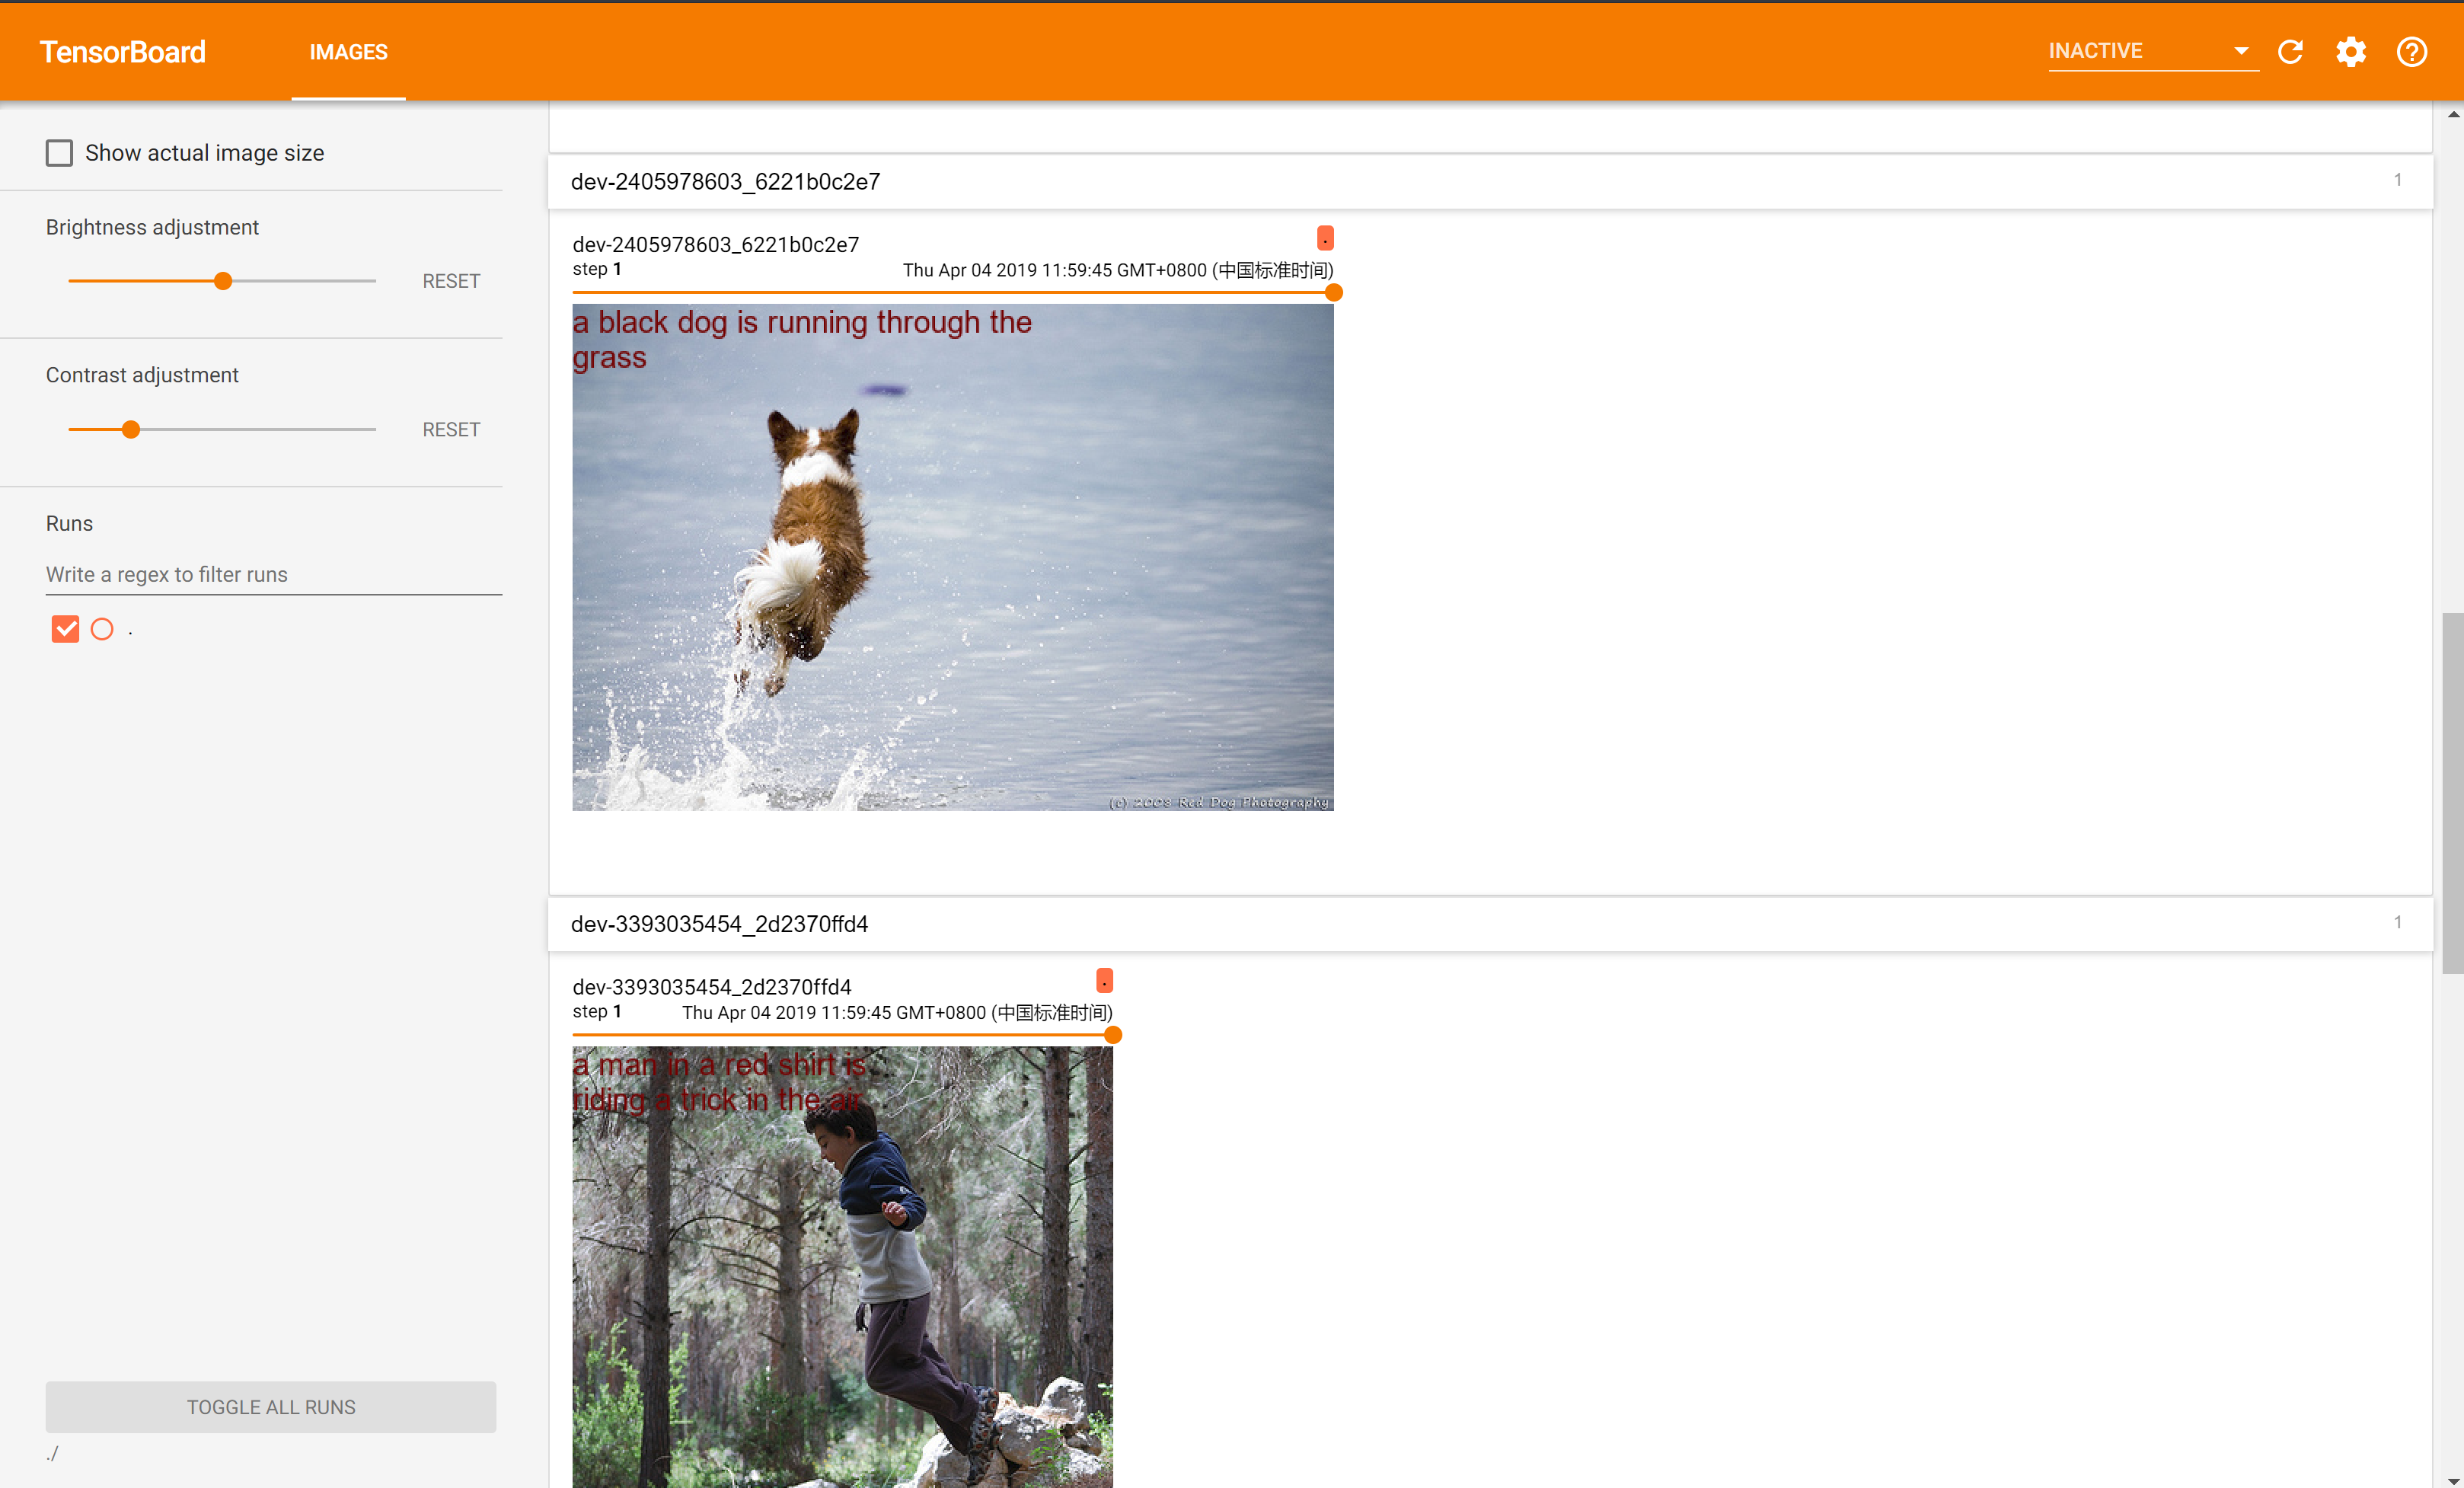 TensorBoard
IMAGES
INACTIVE
Show actual image size
Brightness adjustment
RESET
Contrast adjustment
RESET
Runs
Write a regex to filter runs
.
TOGGLE ALL RUNS
./
dev-2405978603_6221b0c2e7
1
dev-2405978603_6221b0c2e7
.
step 1
Thu Apr 04 2019 11:59:45 GMT+0800 (中国标准时间)
a black dog is running through the
grass
(c) 2008 Red Dog Photography
dev-3393035454_2d2370ffd4
1
dev-3393035454_2d2370ffd4
.
step 1
Thu Apr 04 2019 11:59:45 GMT+0800 (中国标准时间)
a man in a red shirt is
riding a trick in the air